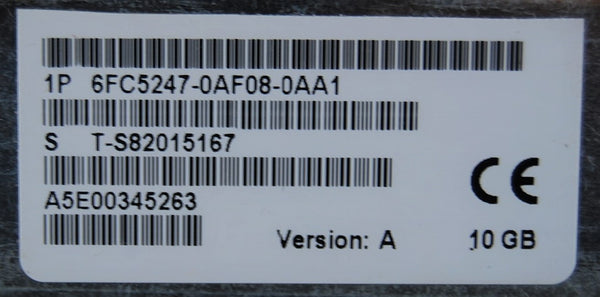 1P 6FC5247-0AF08-0AA1
S T-S82015167
CE
A5E00345263
Version: A 10 GB